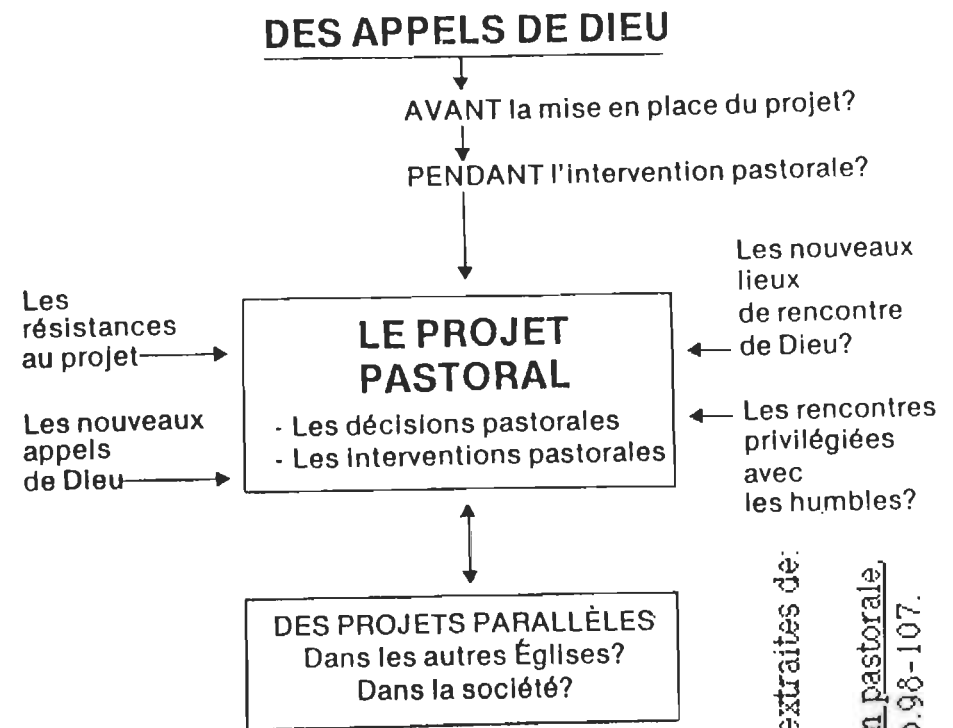 DES APPELS DE DIEU
AVANT la mise en place du projet?
PENDANT l'intervention pastorale?
Les
résistances
au projet
Les nouveaux
appels
de Dieu
LE PROJET
PASTORAL
- Les décisions pastorales
- Les interventions pastorales
Les nouveaux
lieux
de rencontre
de Dieu?
Les rencontres
privilégiées
avec
les humbles?
DES PROJETS PARALLÈLES
Dans les autres Églises?
Dans la société?
extraites de:
pastorale,
98-107.